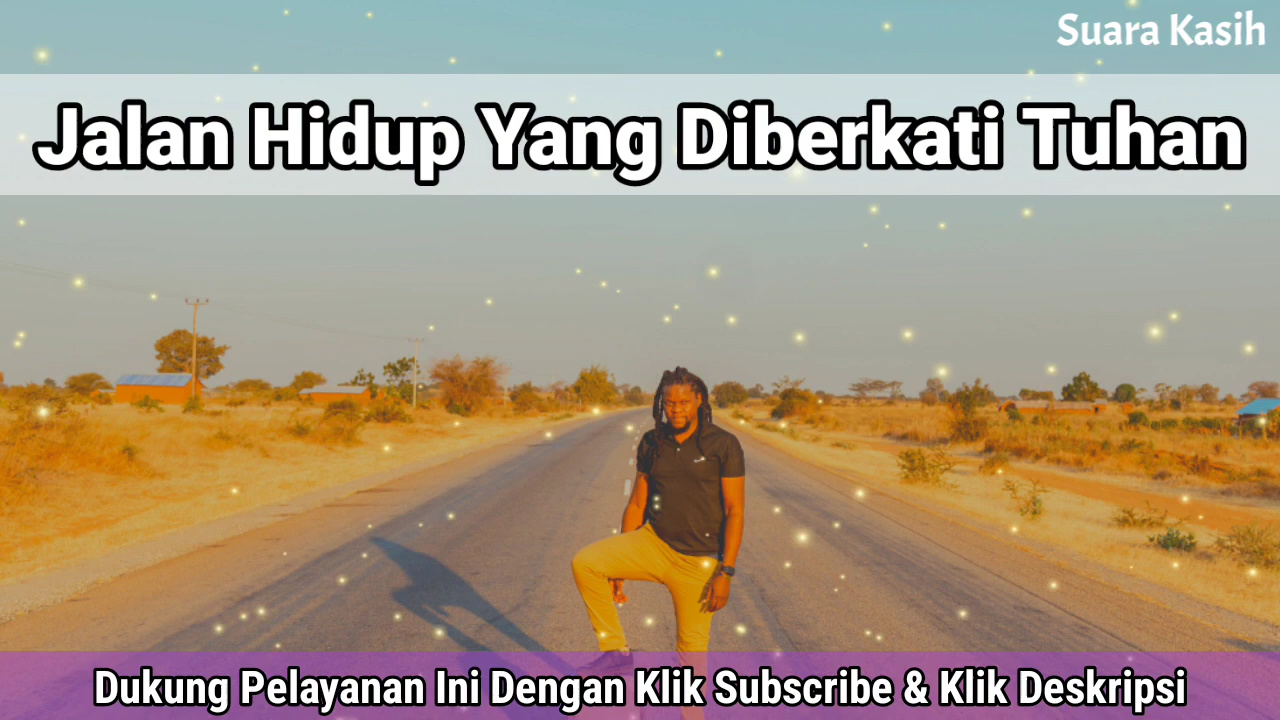 Suara Kasih
Jalan Hidup Yang Diberkati Tuhan
Dukung Pelayanan Ini Dengan Klik Subscribe & Klik Deskripsi